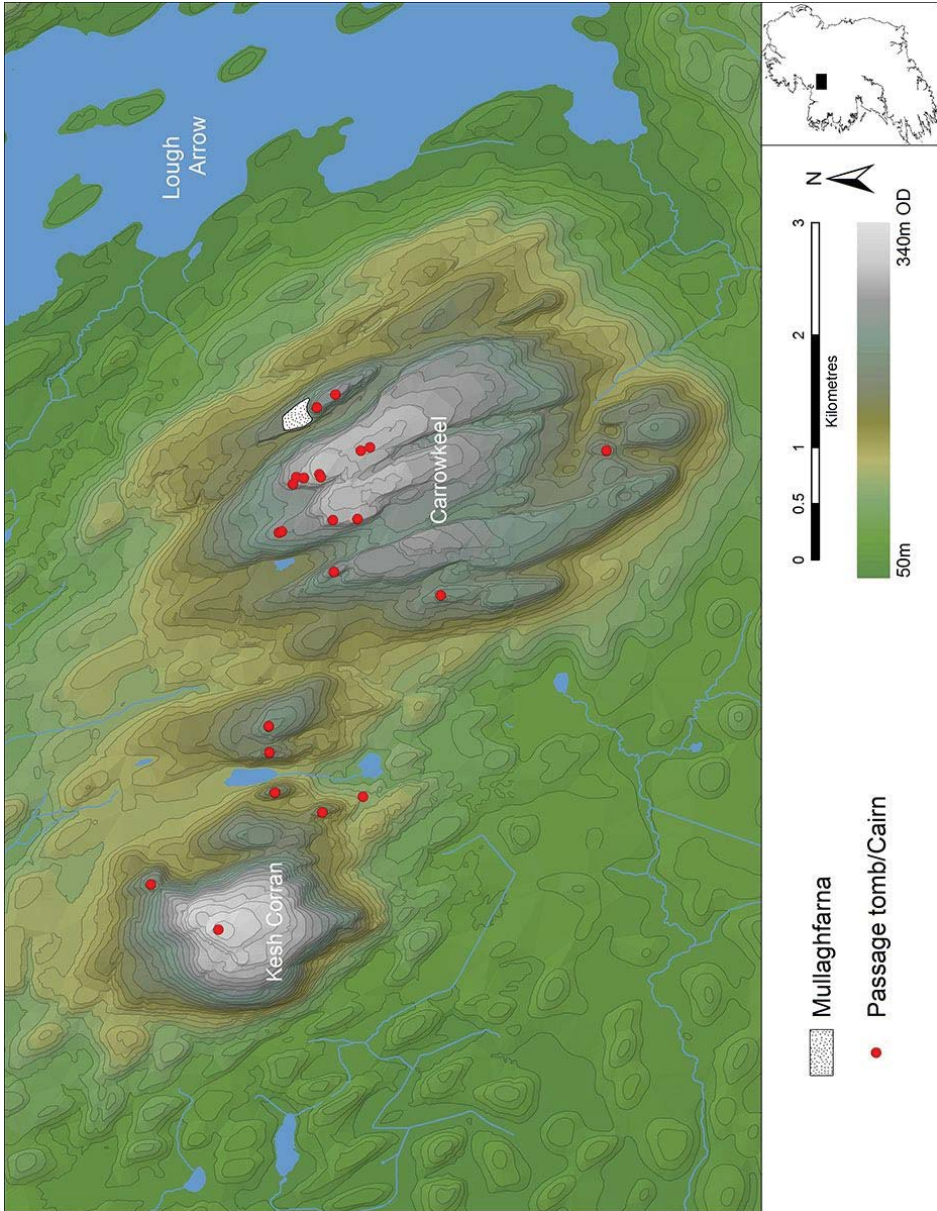 Lough
Arrow
Carrowkeel
Kesh Corran
Mullaghfarna
Passage tomb/Cairn
0
0.5
1
2
3
Kilometres
N
50m
340m OD